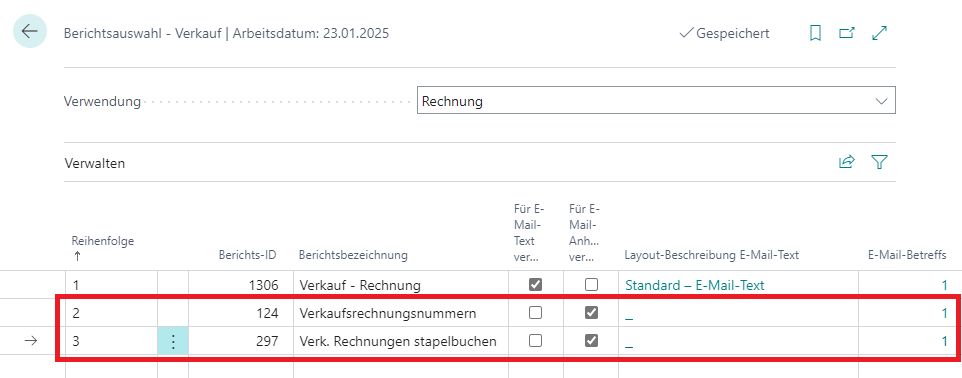 Berichtsauswahl - Verkauf | Arbeitsdatum: 23.01.2025
Gespeichert
Verwendung
Rechnung
Verwalten
Reihenfolge ↑
Berichts-ID
Berichtsbezeichnung
Für E-
Mail-
Text
ver...
Für E-
Mail-
Anh...
ver...
Layout-Beschreibung E-Mail-Text
E-Mail-Betreffs
1 1306 Verkauf - Rechnung Standard – E-Mail-Text 1
2 124 Verkaufsrechnungsnummern _ 1
3 297 Verk. Rechnungen stapelbuchen _ 1